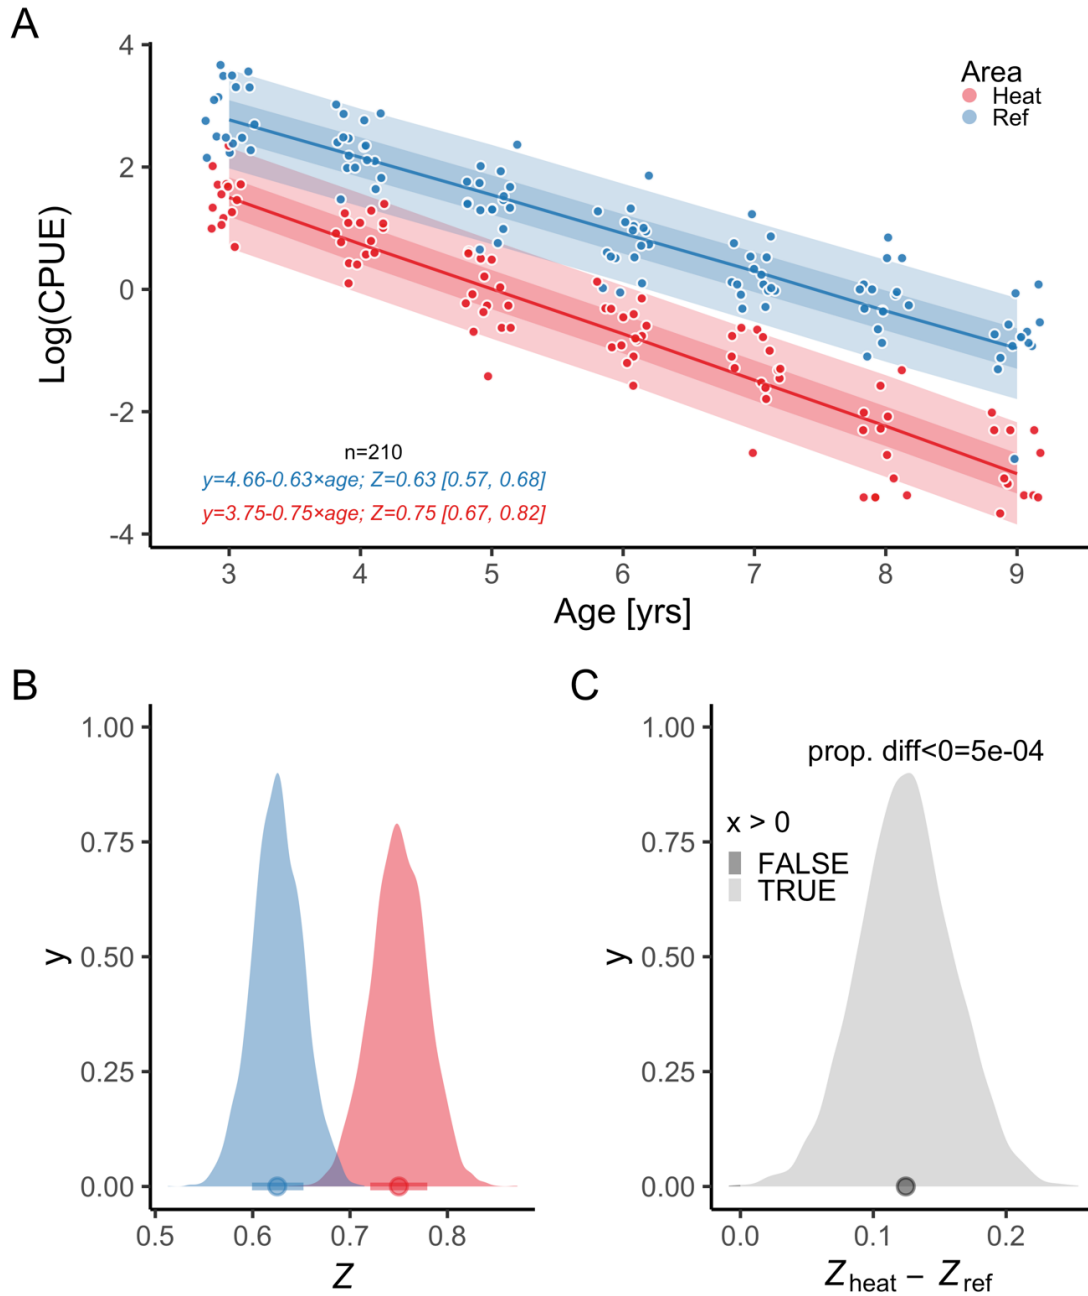 A
4
2
0
-2
-4
Log(CPUE)
Area
Heat
Ref
n=210
y=4.66-0.63×age; Z=0.63 [0.57, 0.68]
y=3.75-0.75×age; Z=0.75 [0.67, 0.82]
3 4 5 6 7 8 9
Age [yrs]
B
1.00
0.75
0.50
0.25
0.00
y
0.5 0.6 0.7 0.8
Z
C
1.00
0.75
0.50
0.25
0.00
y
prop. diff<0=5e-04
x > 0
FALSE
TRUE
0.0 0.1 0.2
Zheat − Zref